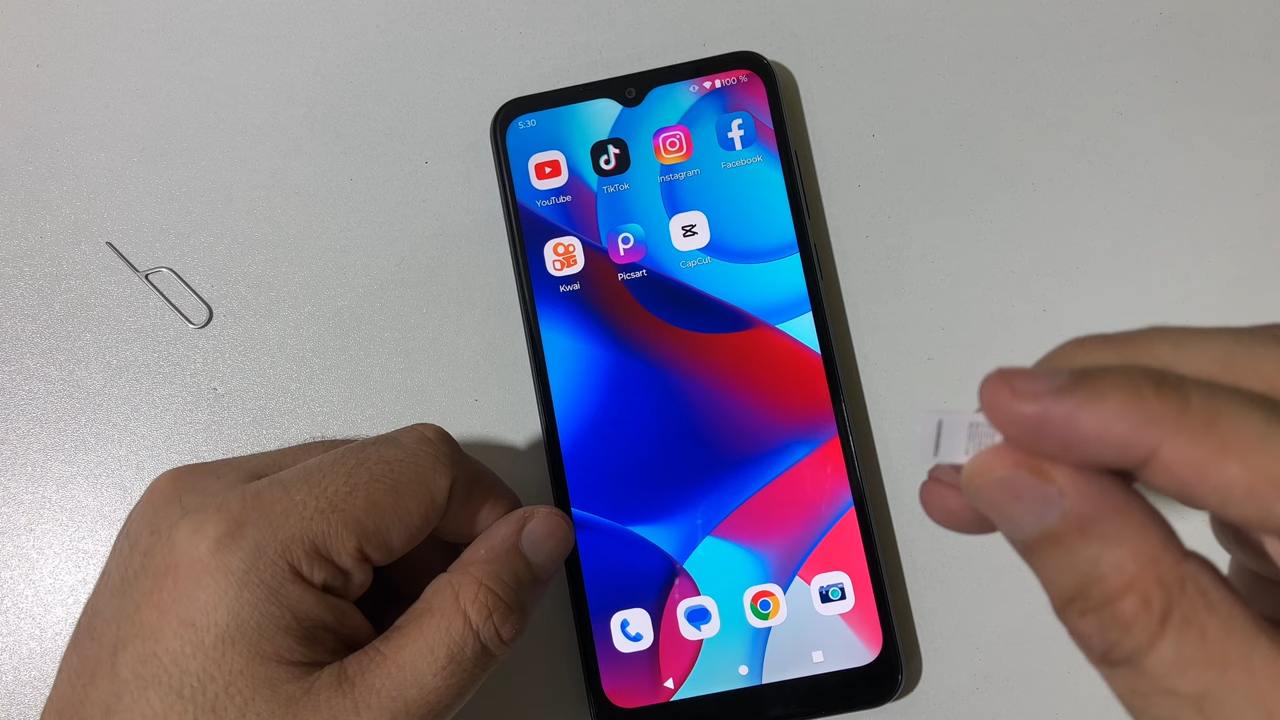 5:30
100 %
YouTube
TikTok
Instagram
Facebook
Kwai
Picsart
CapCut